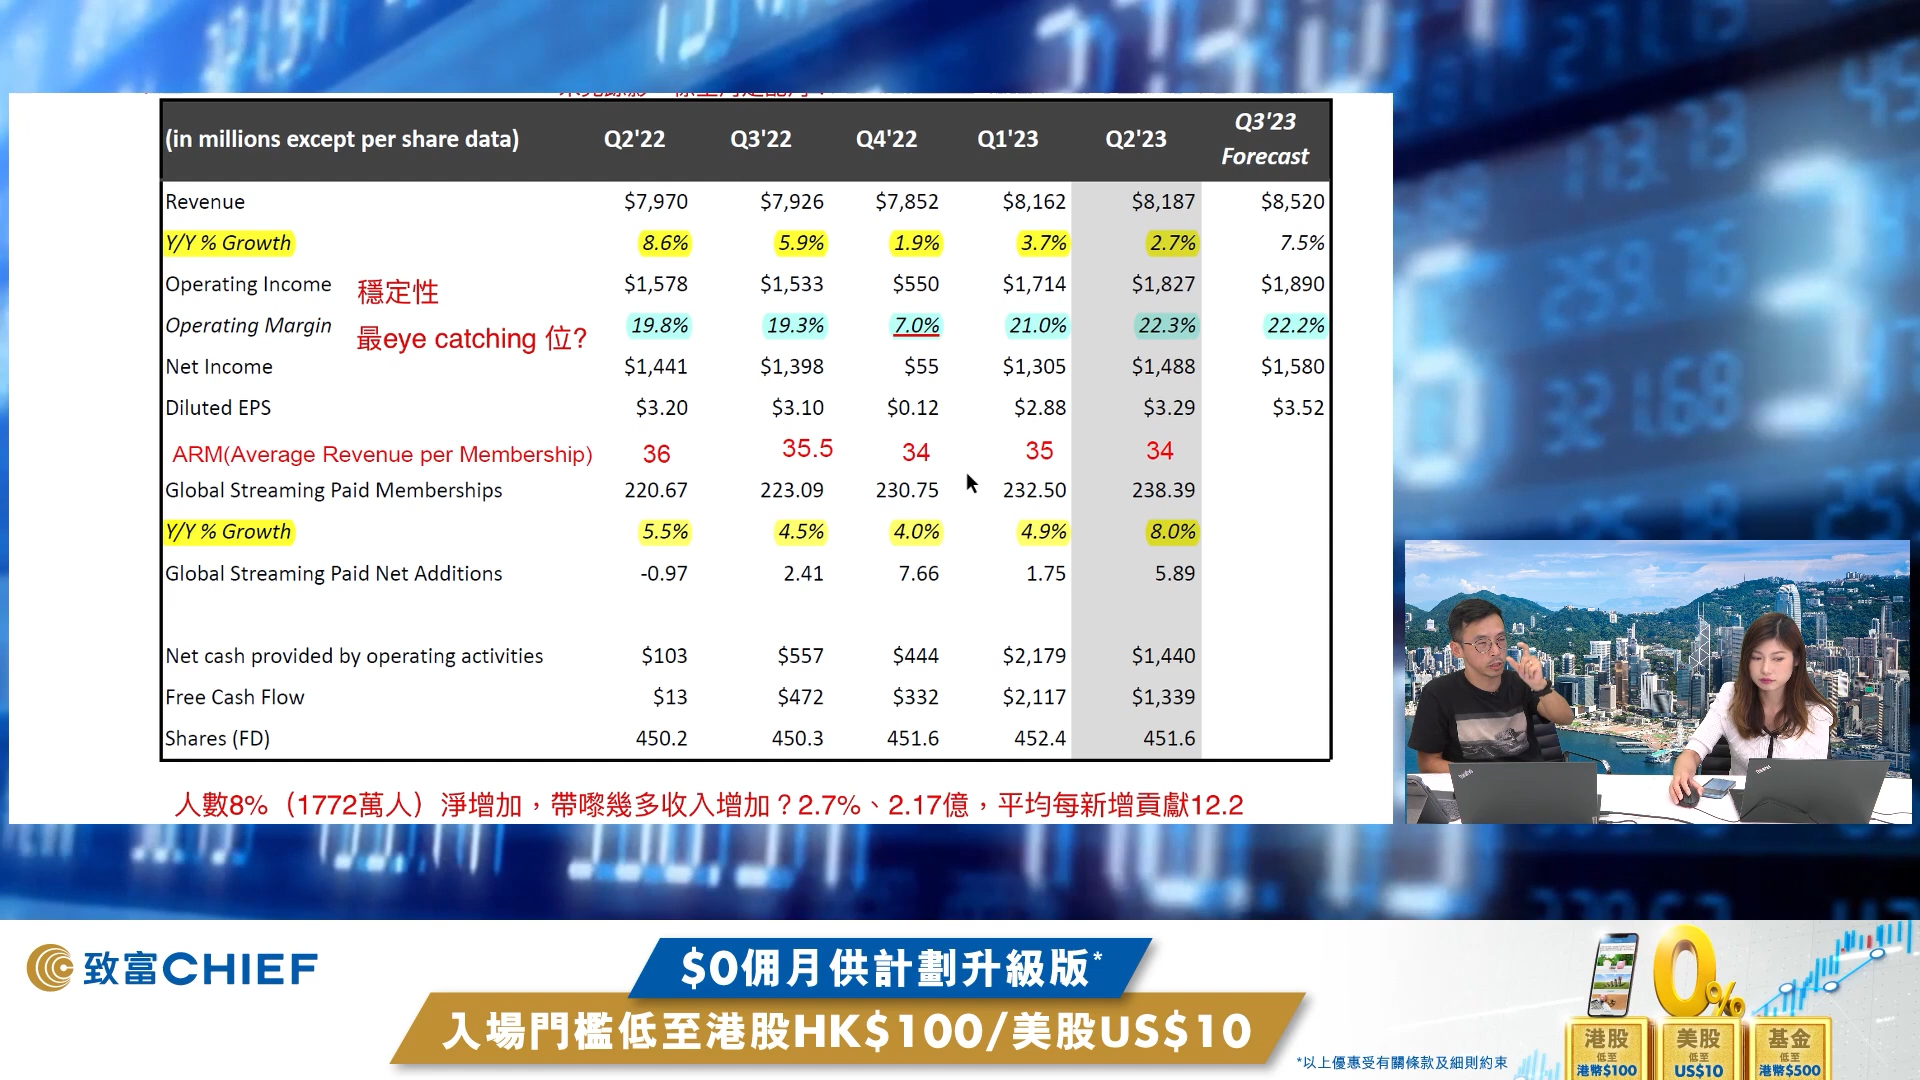 (in millions except per share data) Q2'22 Q3'22 Q4'22 Q1'23 Q2'23 Q3'23 Forecast
Revenue $7,970 $7,926 $7,852 $8,162 $8,187 $8,520
Y/Y % Growth 8.6% 5.9% 1.9% 3.7% 2.7% 7.5%
Operating Income 穩定性 $1,578 $1,533 $550 $1,714 $1,827 $1,890
Operating Margin 最eye catching 位? 19.8% 19.3% 7.0% 21.0% 22.3% 22.2%
Net Income $1,441 $1,398 $55 $1,305 $1,488 $1,580
Diluted EPS $3.20 $3.10 $0.12 $2.88 $3.29 $3.52
ARM(Average Revenue per Membership) 36 35.5 34 35 34
Global Streaming Paid Memberships 220.67 223.09 230.75 232.50 238.39
Y/Y % Growth 5.5% 4.5% 4.0% 4.9% 8.0%
Global Streaming Paid Net Additions -0.97 2.41 7.66 1.75 5.89
Net cash provided by operating activities $103 $557 $444 $2,179 $1,440
Free Cash Flow $13 $472 $332 $2,117 $1,339
Shares (FD) 450.2 450.3 451.6 452.4 451.6
人數8%（1772萬人）淨增加，帶嚟幾多收入增加？2.7%、2.17億，平均每新增貢獻12.2
致富CHIEF
$0佣月供計劃升級版*
入場門檻低至港股HK$100/美股US$10
0%
港股 低至 港幣$100
美股 低至 US$10
基金 低至 港幣$500
*以上優惠受有關條款及細則約束